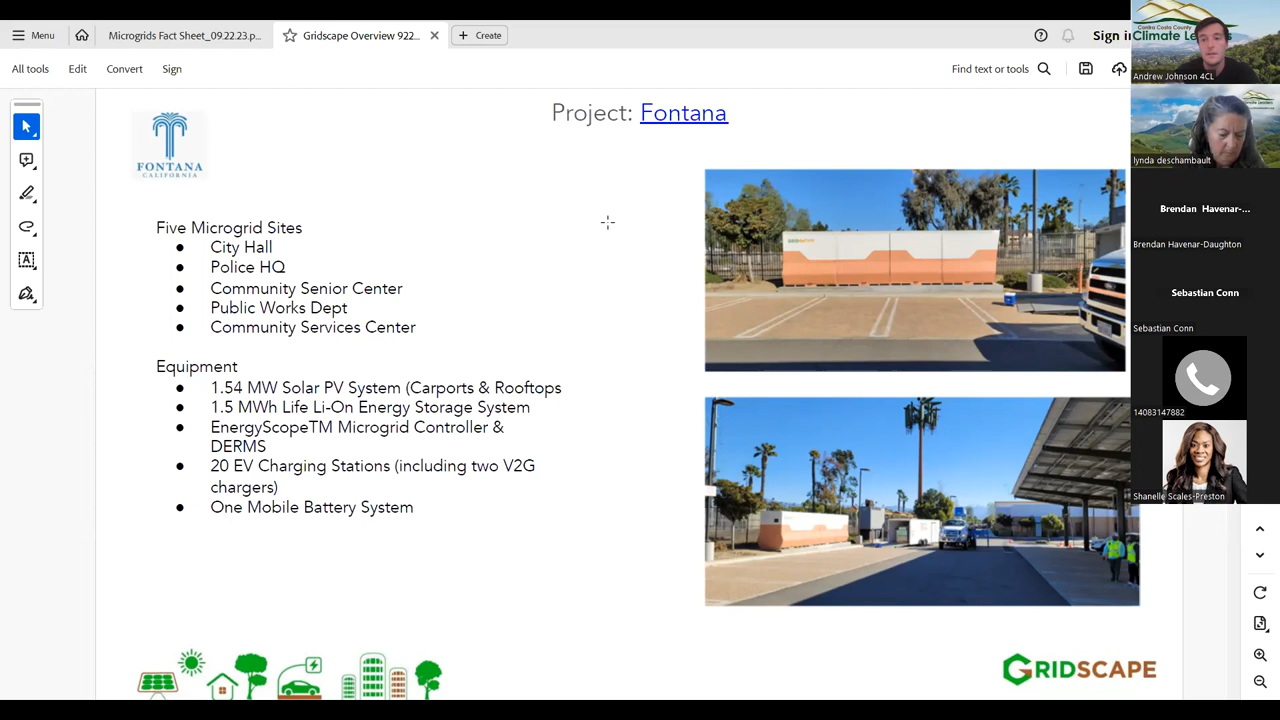 Menu
Microgrids Fact Sheet_09.22.23.p...
Gridscape Overview 922...
Create
Sign in
All tools
Edit
Convert
Sign
Find text or tools
Contra Costa County
Climate Leaders
Andrew Johnson 4CL
lynda deschambault
Brendan Havenar-...
Brendan Havenar-Daughton
Sebastian Conn
Sebastian Conn
14083147882
Shanelle Scales-Preston
Project: Fontana
FONTANA
CALIFORNIA
Five Microgrid Sites
● City Hall
● Police HQ
● Community Senior Center
● Public Works Dept
● Community Services Center
Equipment
● 1.54 MW Solar PV System (Carports & Rooftops
● 1.5 MWh Life Li-On Energy Storage System
● EnergyScopeTM Microgrid Controller &
DERMS
● 20 EV Charging Stations (including two V2G
chargers)
● One Mobile Battery System
GRIDSCAPE